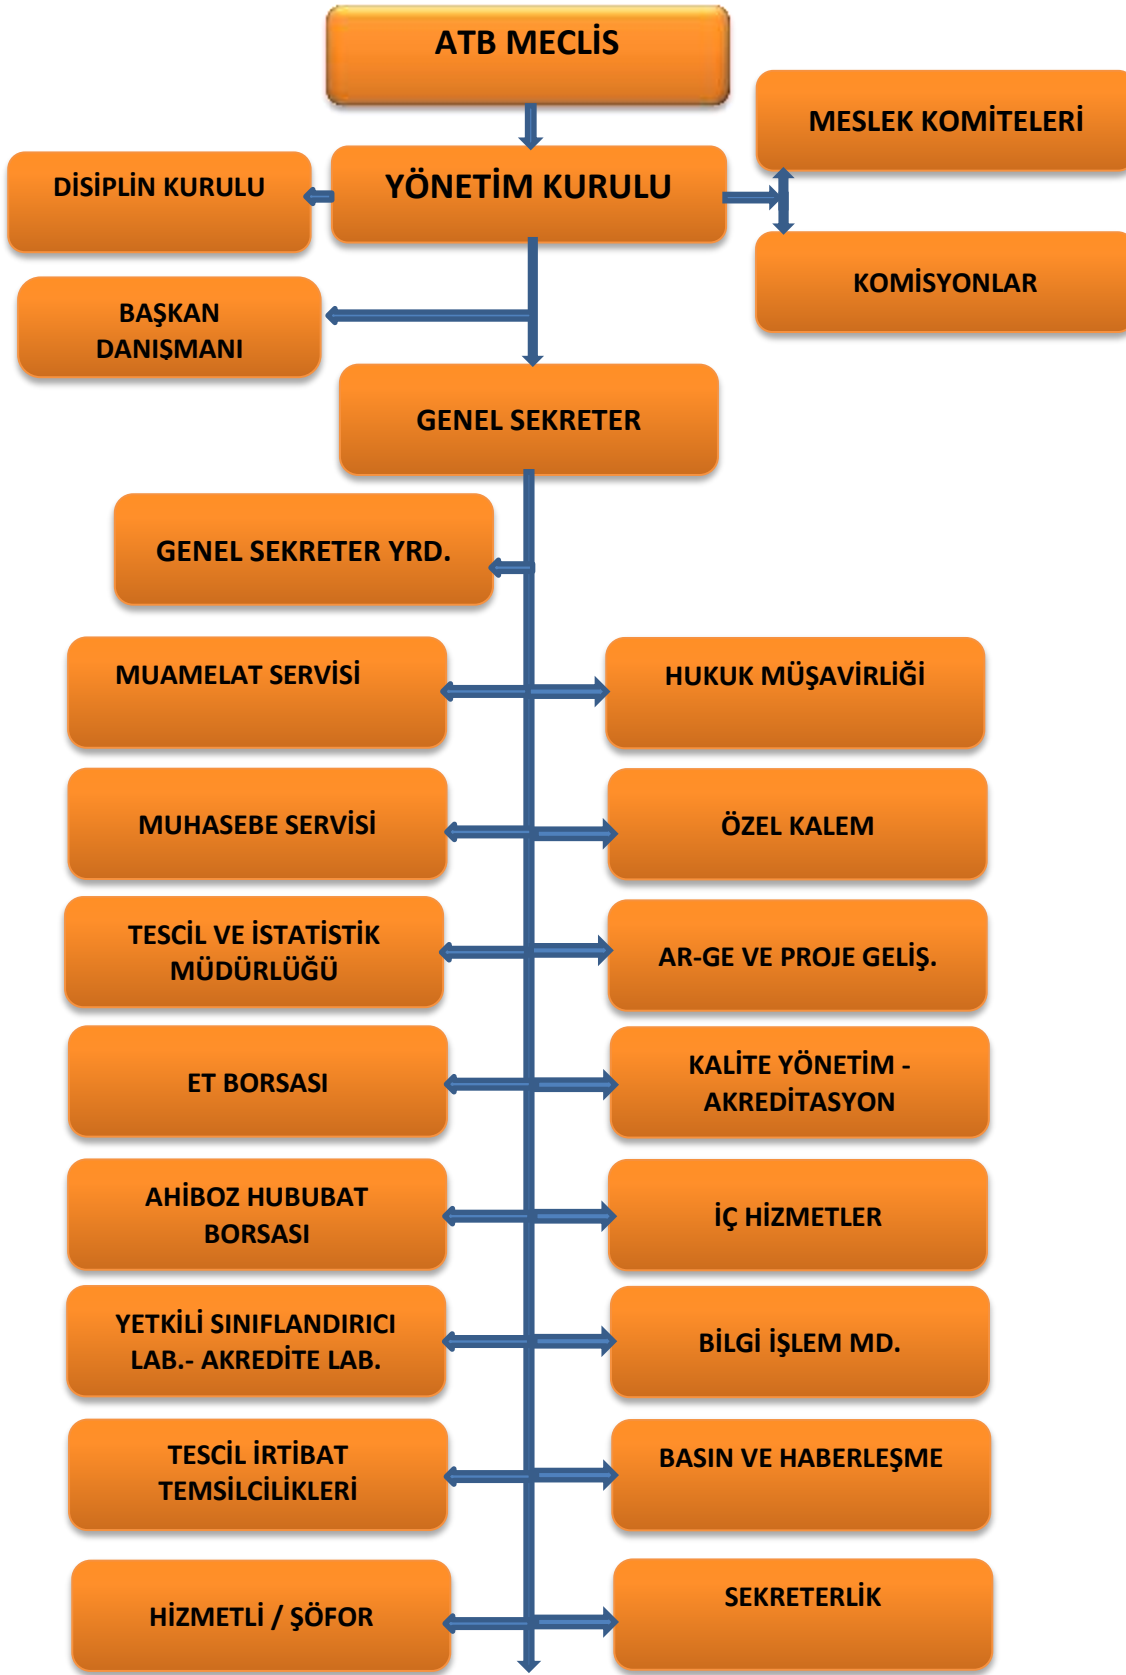 ATB MECLİS
MESLEK KOMİTELERİ
DİSİPLİN KURULU
YÖNETİM KURULU
KOMİSYONLAR
BAŞKAN
DANIŞMANI
GENEL SEKRETER
GENEL SEKRETER YRD.
MUAMELAT SERVİSİ
HUKUK MÜŞAVİRLİĞİ
MUHASEBE SERVİSİ
ÖZEL KALEM
TESCİL VE İSTATİSTİK
MÜDÜRLÜĞÜ
AR-GE VE PROJE GELİŞ.
ET BORSASI
KALİTE YÖNETİM -
AKREDİTASYON
AHİBOZ HUBUBAT
BORSASI
İÇ HİZMETLER
YETKİLİ SINIFLANDIRICI
LAB.- AKREDİTE LAB.
BİLGİ İŞLEM MD.
TESCİL İRTİBAT
TEMSİLCİLİKLERİ
BASIN VE HABERLEŞME
HİZMETLİ / ŞÖFOR
SEKRETERLİK